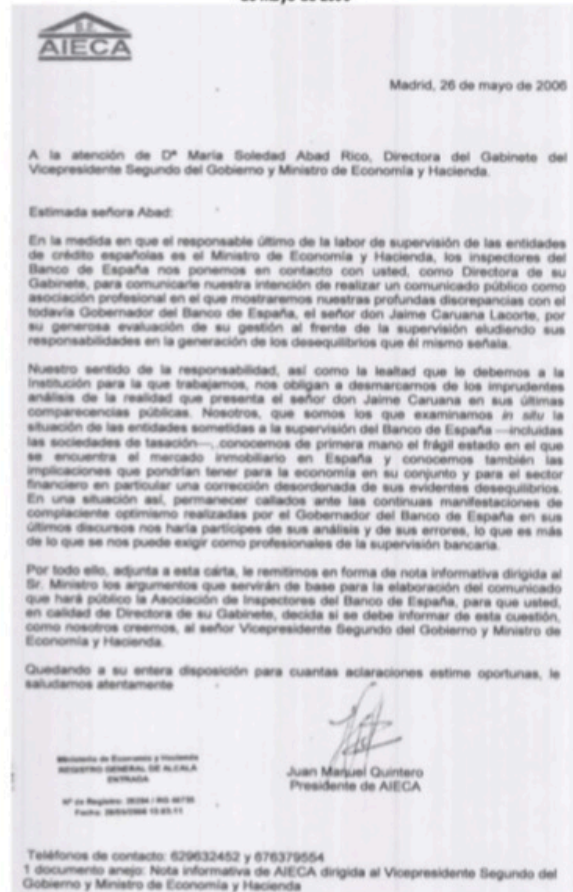 AIECA
Madrid, 26 de mayo de 2006
A la atención de Dª María Soledad Abad Rico, Directora del Gabinete del
Vicepresidente Segundo del Gobierno y Ministro de Economía y Hacienda.
Estimada señora Abad:
En la medida en que el responsable último de la labor de supervisión de las entidades
de crédito españolas es el Ministro de Economía y Hacienda, los inspectores del
Banco de España nos ponemos en contacto con usted, como Directora de su
Gabinete, para comunicarle nuestra intención de realizar un comunicado público como
asociación profesional en el que mostraremos nuestras profundas discrepancias con el
todavía Gobernador del Banco de España, el señor don Jaime Caruana Lacorte, por
su generosa evaluación de su gestión al frente de la supervisión eludiendo sus
responsabilidades en la generación de los desequilibrios que él mismo señala.
Nuestro sentido de la responsabilidad, así como la lealtad que le debemos a la
Institución para la que trabajamos, nos obligan a desmarcarnos de los imprudentes
análisis de la realidad que presenta el señor don Jaime Caruana en sus últimas
comparecencias públicas. Nosotros, que somos los que examinamos in situ la
situación de las entidades sometidas a la supervisión del Banco de España —incluidas
las sociedades de tasación—, conocemos de primera mano el frágil estado en el que
se encuentra el mercado inmobiliario en España y conocemos también las
implicaciones que pondrían tener para la economía en su conjunto y para el sector
financiero en particular una corrección desordenada de sus evidentes desequilibrios.
En una situación así, permanecer callados ante las continuas manifestaciones de
complaciente optimismo realizadas por el Gobernador del Banco de España en sus
últimos discursos nos haría partícipes de sus análisis y de sus errores, lo que es más
de lo que se nos puede exigir como profesionales de la supervisión bancaria.
Por todo ello, adjunta a esta carta, le remitimos en forma de nota informativa dirigida al
Sr. Ministro los argumentos que servirán de base para la elaboración del comunicado
que hará público la Asociación de Inspectores del Banco de España, para que usted,
en calidad de Directora de su Gabinete, decida si se debe informar de esta cuestión,
como nosotros creemos, al señor Vicepresidente Segundo del Gobierno y Ministro de
Economía y Hacienda.
Quedando a su entera disposición para cuantas aclaraciones estime oportunas, le
saludamos atentamente
Ministerio de Economía y Hacienda
REGISTRO GENERAL DE ALCALA
ENTRADA
Nº de Registro:
Fecha:
Juan Manuel Quintero
Presidente de AIECA
Teléfonos de contacto: 629632452 y 676379554
1 documento anejo: Nota informativa de AIECA dirigida al Vicepresidente Segundo del
Gobierno y Ministro de Economía y Hacienda